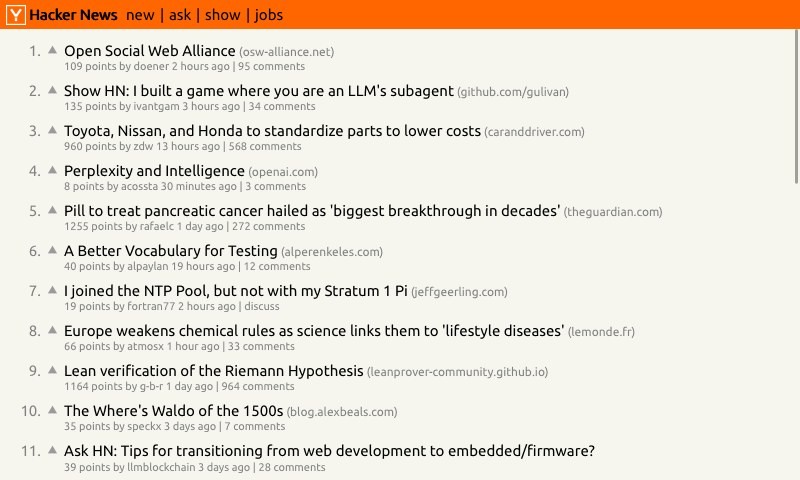 Y Hacker News new | ask | show | jobs
1. Open Social Web Alliance (osw-alliance.net)
109 points by doener 2 hours ago | 95 comments
2. Show HN: I built a game where you are an LLM's subagent (github.com/gulivan)
135 points by ivantgam 3 hours ago | 34 comments
3. Toyota, Nissan, and Honda to standardize parts to lower costs (caranddriver.com)
960 points by zdw 13 hours ago | 568 comments
4. Perplexity and Intelligence (openai.com)
8 points by acossta 30 minutes ago | 3 comments
5. Pill to treat pancreatic cancer hailed as 'biggest breakthrough in decades' (theguardian.com)
1255 points by rafaelc 1 day ago | 272 comments
6. A Better Vocabulary for Testing (alperenkeles.com)
40 points by alpaylan 19 hours ago | 12 comments
7. I joined the NTP Pool, but not with my Stratum 1 Pi (jeffgeerling.com)
19 points by fortran77 2 hours ago | discuss
8. Europe weakens chemical rules as science links them to 'lifestyle diseases' (lemonde.fr)
66 points by atmosx 1 hour ago | 33 comments
9. Lean verification of the Riemann Hypothesis (leanprover-community.github.io)
1164 points by g-b-r 1 day ago | 964 comments
10. The Where's Waldo of the 1500s (blog.alexbeals.com)
35 points by speckx 3 days ago | 7 comments
11. Ask HN: Tips for transitioning from web development to embedded/firmware?
39 points by llmblockchain 3 days ago | 28 comments